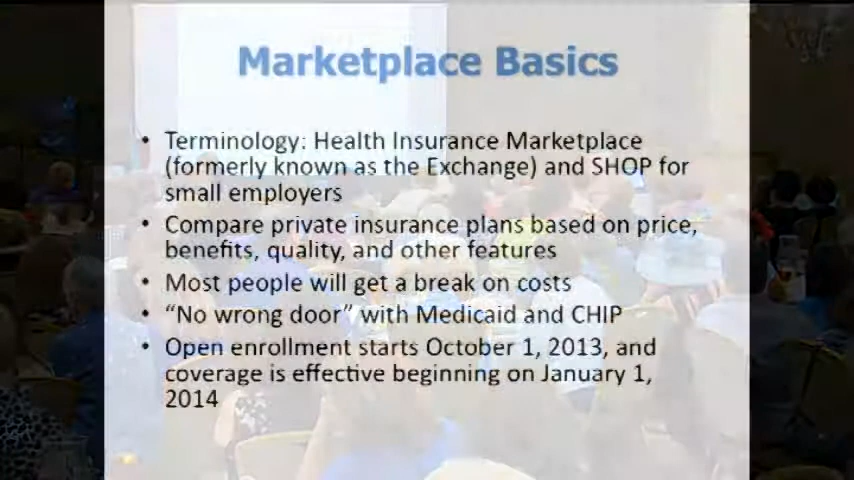 Marketplace Basics
• Terminology: Health Insurance Marketplace
(formerly known as the Exchange) and SHOP for
small employers
• Compare private insurance plans based on price,
benefits, quality, and other features
• Most people will get a break on costs
• “No wrong door” with Medicaid and CHIP
• Open enrollment starts October 1, 2013, and
coverage is effective beginning on January 1,
2014